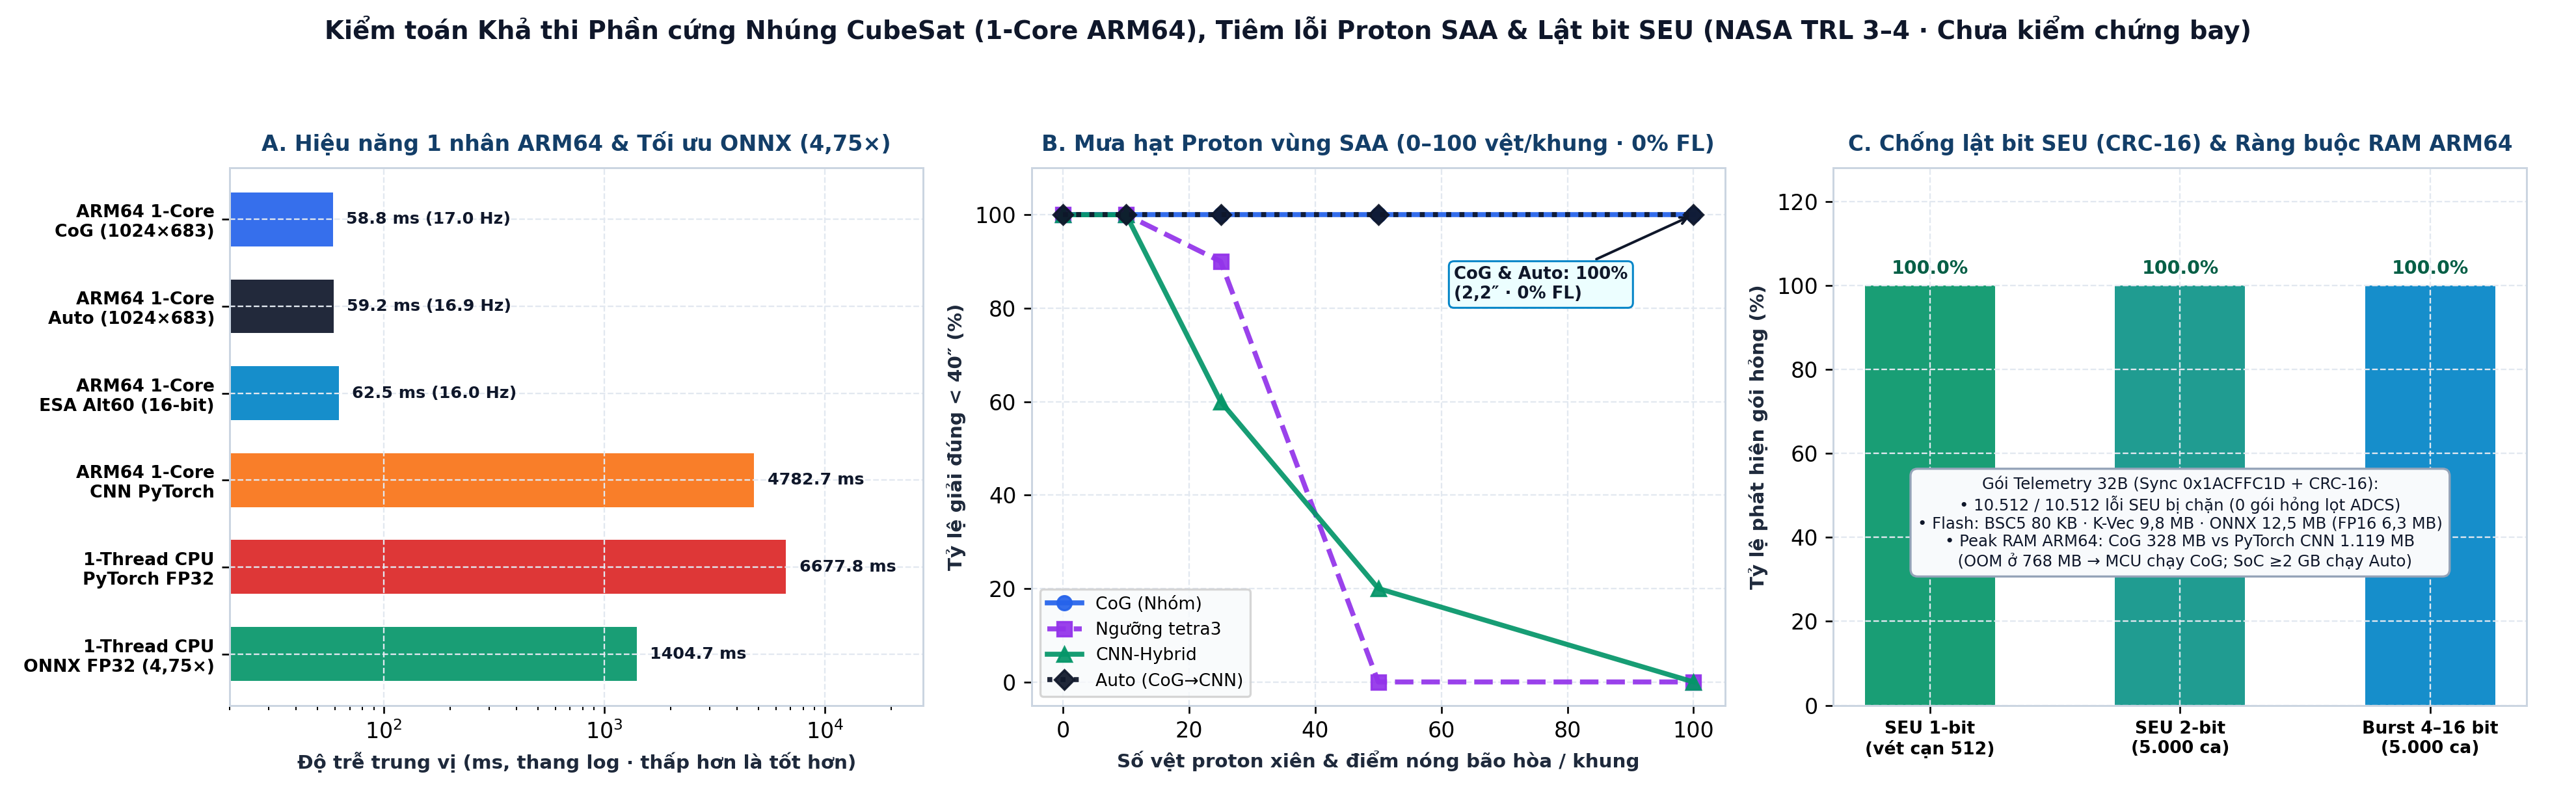 Kiểm toán Khả thi Phần cứng Nhúng CubeSat (1-Core ARM64), Tiêm lỗi Proton SAA & Lật bit SEU (NASA TRL 3–4 · Chưa kiểm chứng bay)
A. Hiệu năng 1 nhân ARM64 & Tối ưu ONNX (4,75×)
ARM64 1-Core
CoG (1024×683)
58.8 ms (17.0 Hz)
ARM64 1-Core
Auto (1024×683)
59.2 ms (16.9 Hz)
ARM64 1-Core
ESA Alt60 (16-bit)
62.5 ms (16.0 Hz)
ARM64 1-Core
CNN PyTorch
4782.7 ms
1-Thread CPU
PyTorch FP32
6677.8 ms
1-Thread CPU
ONNX FP32 (4,75×)
1404.7 ms
10² 10³ 10⁴
Độ trễ trung vị (ms, thang log · thấp hơn là tốt hơn)
B. Mưa hạt Proton vùng SAA (0–100 vệt/khung · 0% FL)
Tỷ lệ giải đúng < 40″ (%)
100
80
60
40
20
0
CoG & Auto: 100%
(2,2″ · 0% FL)
CoG (Nhóm)
Ngưỡng tetra3
CNN-Hybrid
Auto (CoG→CNN)
0 20 40 60 80 100
Số vệt proton xiên & điểm nóng bão hòa / khung
C. Chống lật bit SEU (CRC-16) & Ràng buộc RAM ARM64
Tỷ lệ phát hiện gói hỏng (%)
120
100
80
60
40
20
0
100.0% 100.0% 100.0%
Gói Telemetry 32B (Sync 0x1ACFFC1D + CRC-16):
• 10.512 / 10.512 lỗi SEU bị chặn (0 gói hỏng lọt ADCS)
• Flash: BSC5 80 KB · K-Vec 9,8 MB · ONNX 12,5 MB (FP16 6,3 MB)
• Peak RAM ARM64: CoG 328 MB vs PyTorch CNN 1.119 MB
(OOM ở 768 MB → MCU chạy CoG; SoC ≥2 GB chạy Auto)
SEU 1-bit
(vét cạn 512)
SEU 2-bit
(5.000 ca)
Burst 4–16 bit
(5.000 ca)